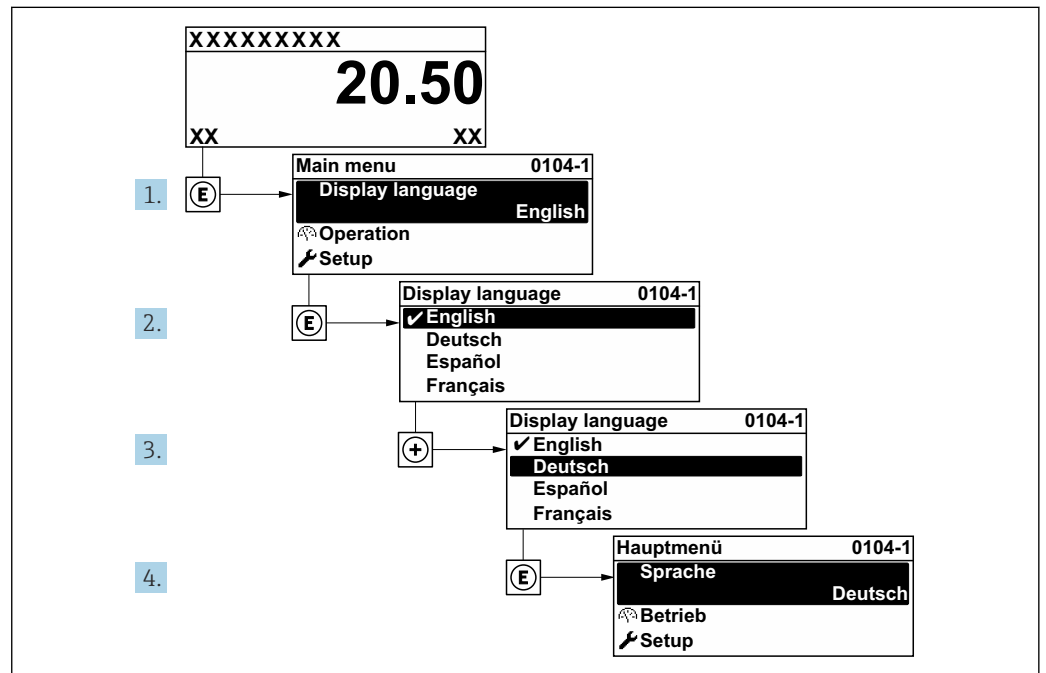 XXXXXXXXX
20.50
XX XX
Main menu 0104-1
1. E Display language
English
Operation
Setup
Display language 0104-1
2. E ✔English
Deutsch
Español
Français
Display language 0104-1
3. + ✔English
Deutsch
Español
Français
Hauptmenü 0104-1
4. E Sprache
Deutsch
Betrieb
Setup